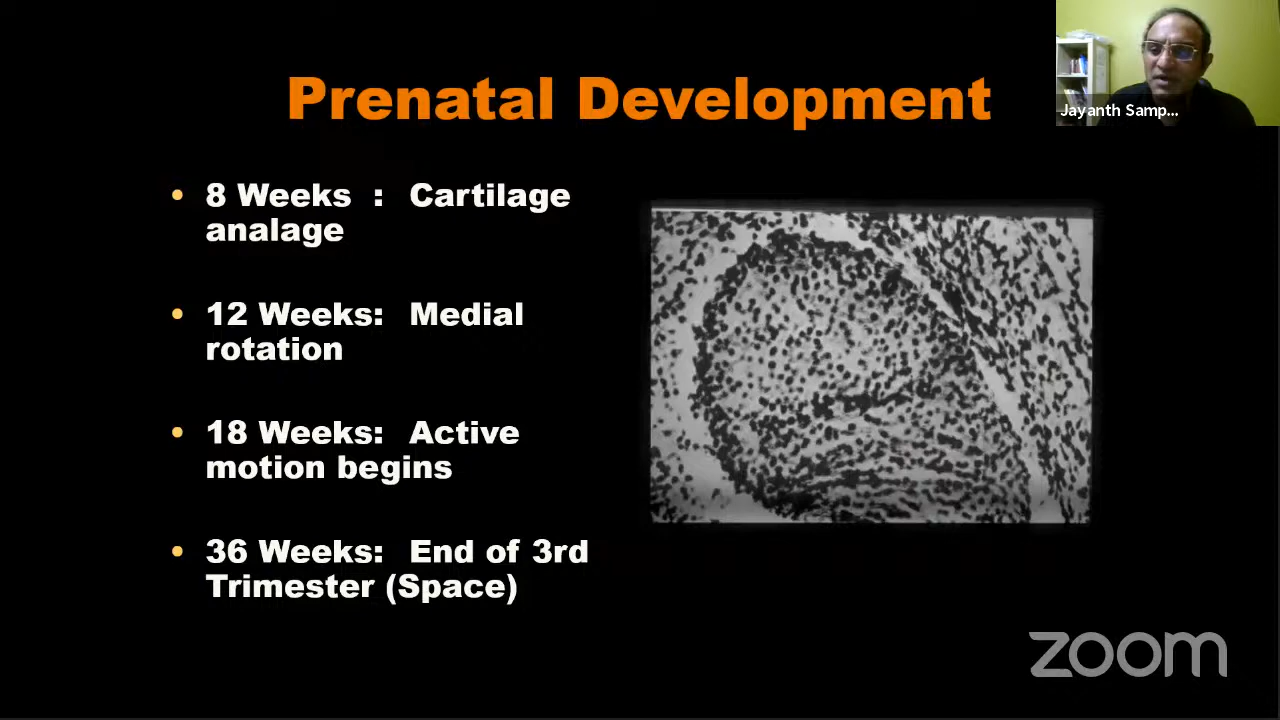 Prenatal Development
Jayanth Samp...
• 8 Weeks : Cartilage
analage
• 12 Weeks: Medial
rotation
• 18 Weeks: Active
motion begins
• 36 Weeks: End of 3rd
Trimester (Space)
zoom